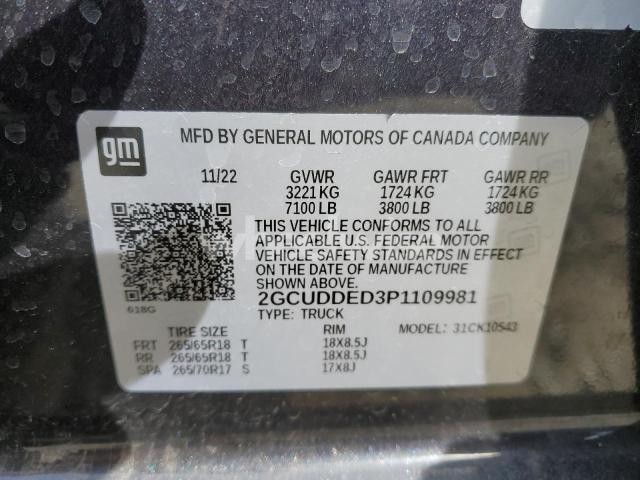 gm
MFD BY GENERAL MOTORS OF CANADA COMPANY
11/22 GVWR GAWR FRT GAWR RR
3221 KG 1724 KG 1724 KG
7100 LB 3800 LB 3800 LB
THIS VEHICLE CONFORMS TO ALL
APPLICABLE U.S. FEDERAL MOTOR
VEHICLE SAFETY STANDARDS IN EFFECT
ON THE DATE OF MANUFACTURE
SHOWN ABOVE.
2GCUDDED3P1109981
618G
TYPE: TRUCK
TIRE SIZE RIM MODEL: 31CK10543
FRT 265/65R18 T 18X8.5J
RR 265/65R18 T 18X8.5J
SPA 265/70R17 S 17X8J